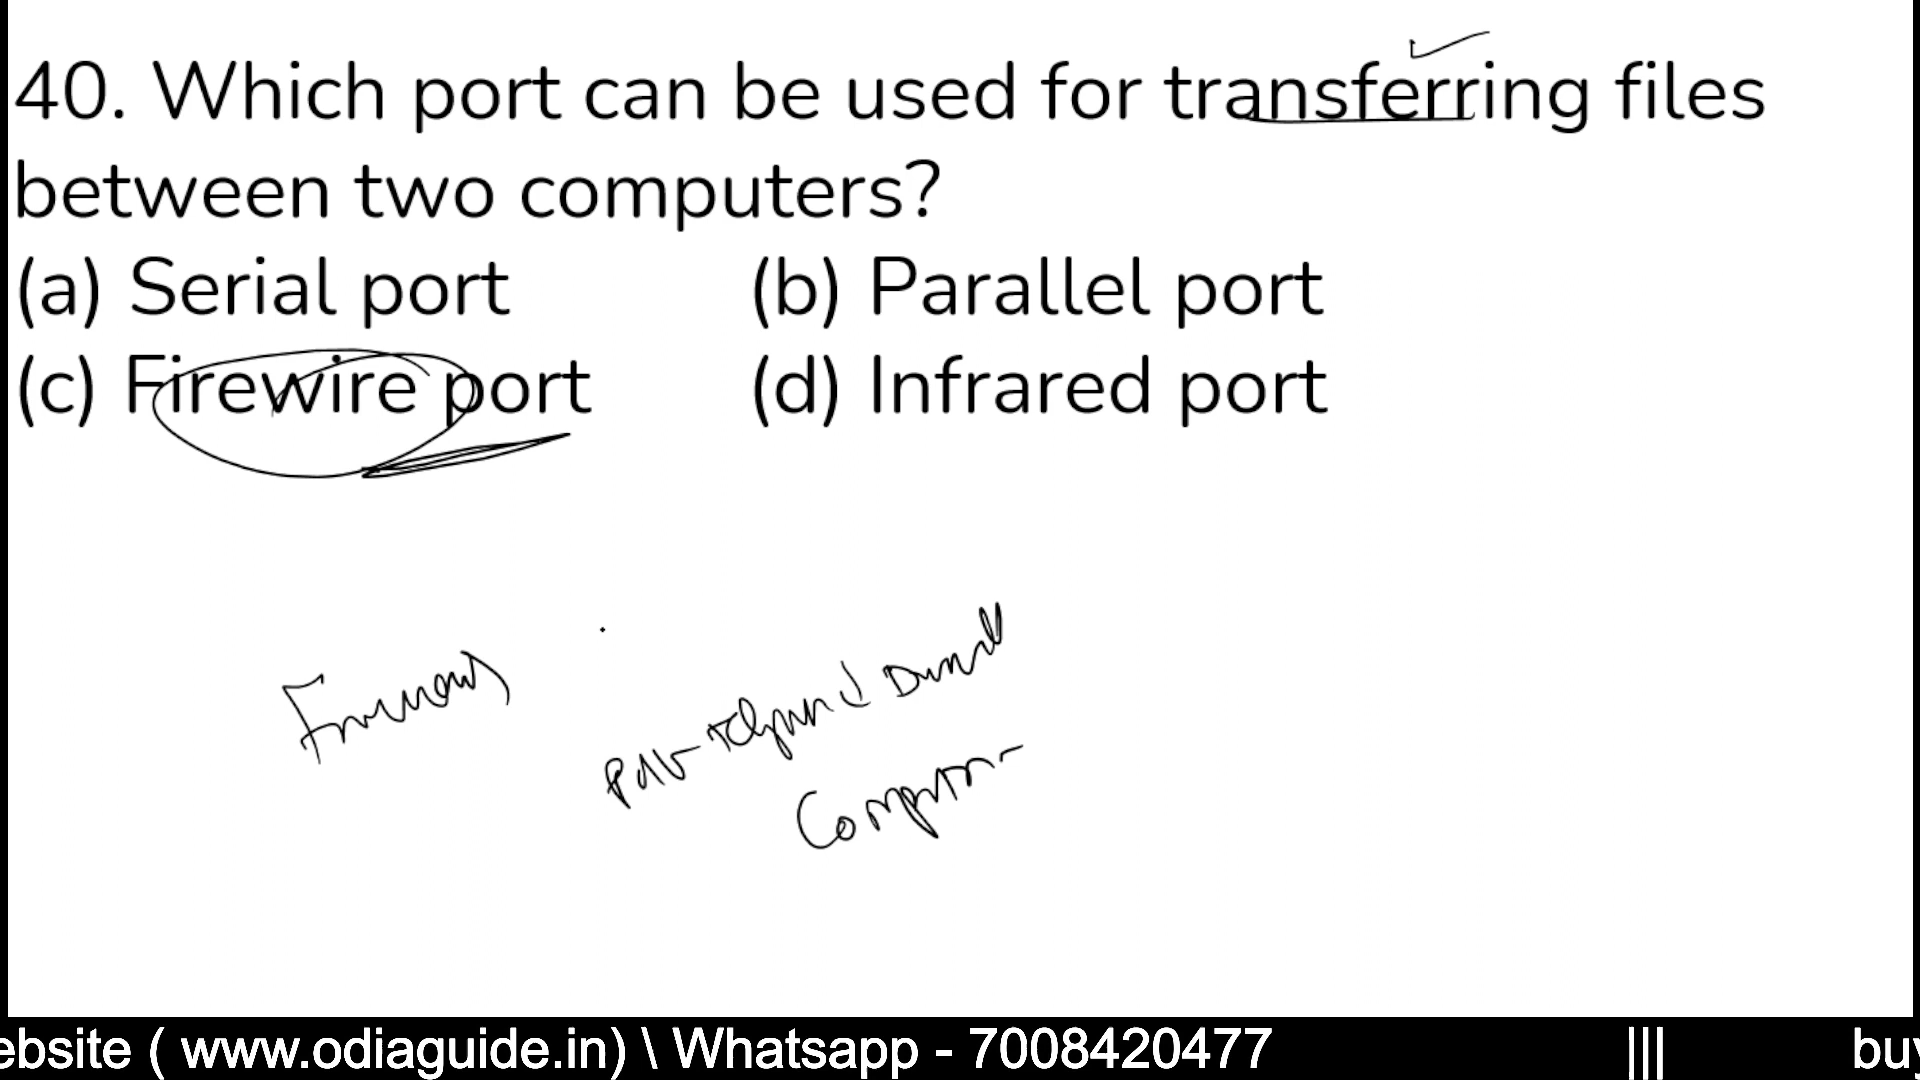 40. Which port can be used for transferring files
between two computers?
(a) Serial port (b) Parallel port
(c) Firewire port (d) Infrared port
ebsite ( www.odiaguide.in) \ Whatsapp - 7008420477 ||| buy